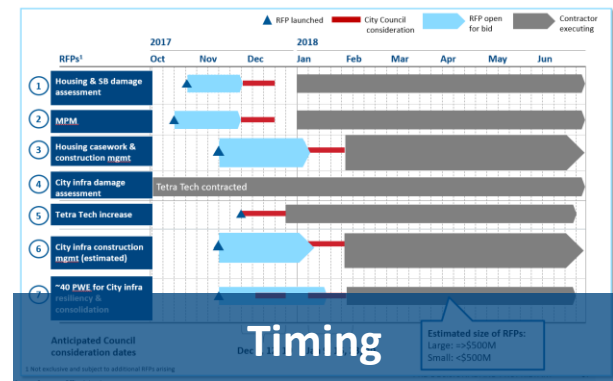 RFP launched
City Council consideration
RFP open for bid
Contractor executing
2017 2018
RFPs¹ Oct Nov Dec Jan Feb Mar Apr May Jun
1 Housing & SB damage
assessment
2 MPM
3 Housing casework &
construction mgmt
4 City infra damage
assessment
Tetra Tech contracted
5 Tetra Tech increase
6 City infra construction
mgmt (estimated)
7 ~40 PWE for City infra
resiliency &
consolidation
Timing
Anticipated Council
consideration dates
Estimated size of RFPs:
Large: =>$500M
Small: <$500M
1 Not exclusive and subject to additional RFPs arising